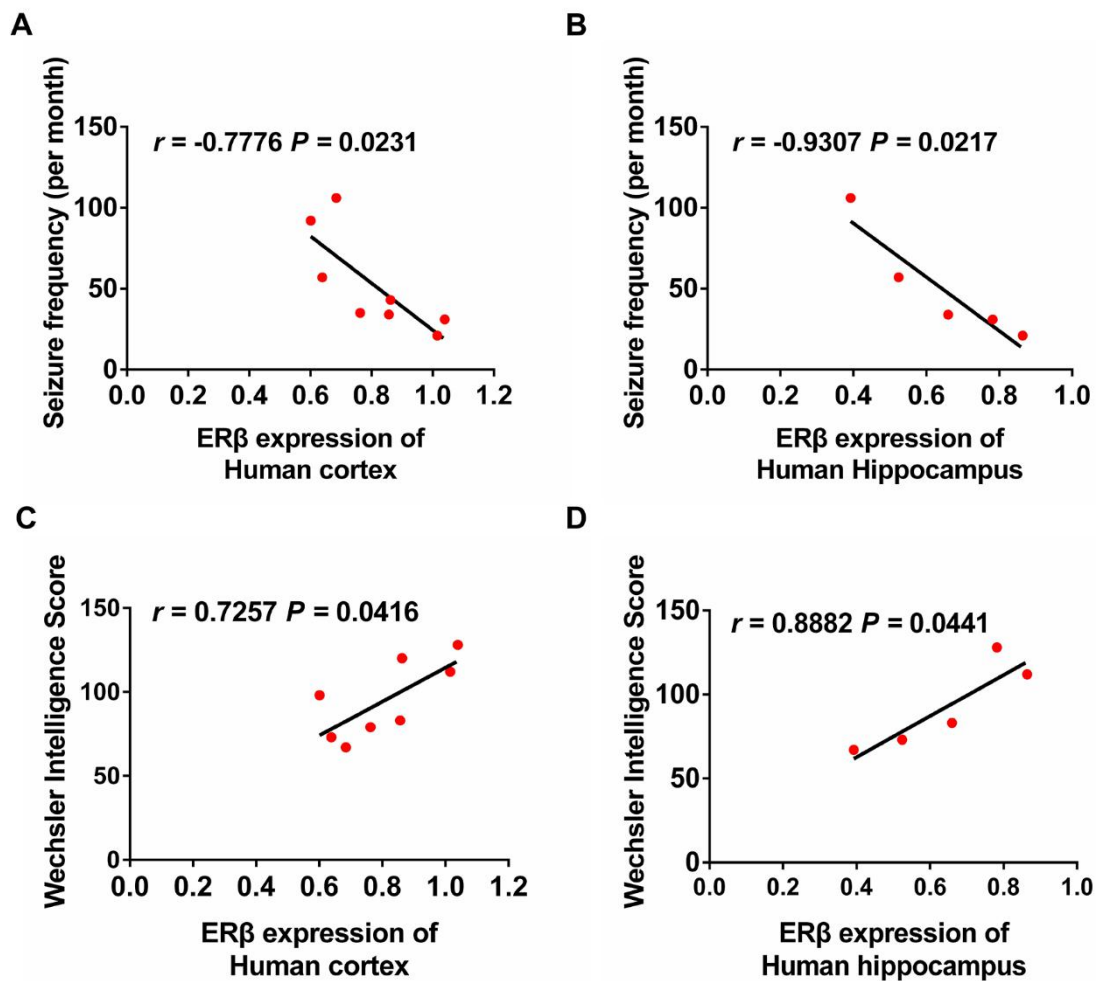 A
Seizure frequency (per month)
150
100
50
0
r = -0.7776 P = 0.0231
0.0 0.2 0.4 0.6 0.8 1.0 1.2
ERβ expression of
Human cortex
B
Seizure frequency (per month)
150
100
50
0
r = -0.9307 P = 0.0217
0.0 0.2 0.4 0.6 0.8 1.0
ERβ expression of
Human Hippocampus
C
Wechsler Intelligence Score
150
100
50
0
r = 0.7257 P = 0.0416
0.0 0.2 0.4 0.6 0.8 1.0 1.2
ERβ expression of
Human cortex
D
Wechsler Intelligence Score
150
100
50
0
r = 0.8882 P = 0.0441
0.0 0.2 0.4 0.6 0.8 1.0
ERβ expression of
Human hippocampus